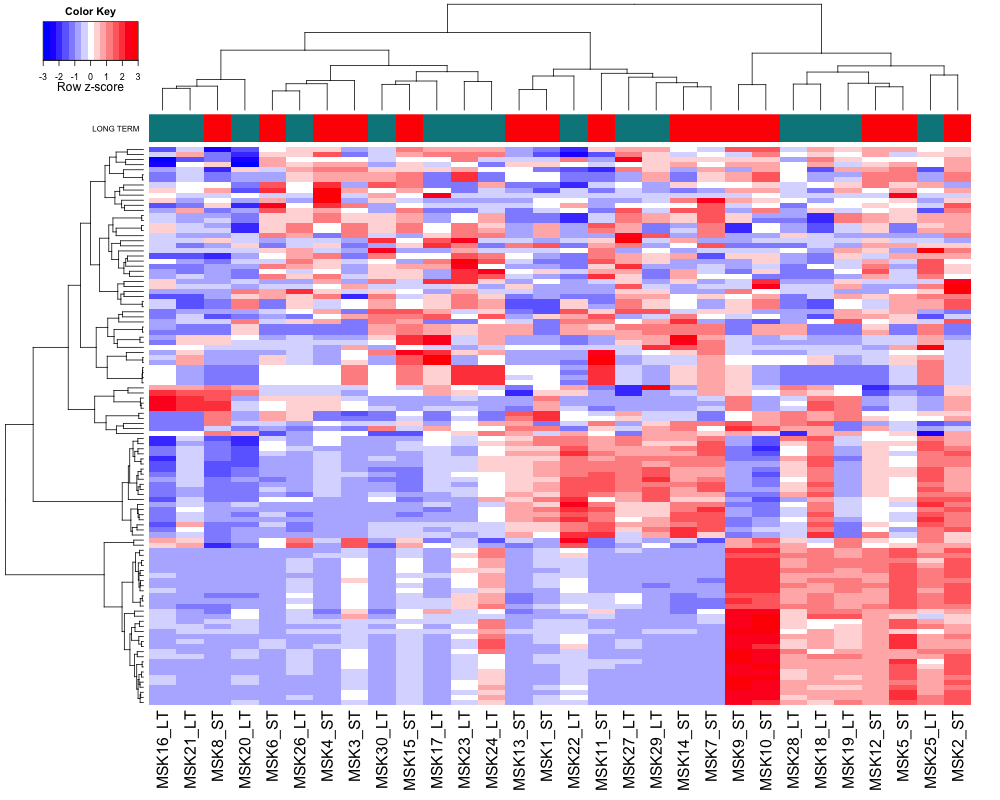 Color Key
-3 -2 -1 0 1 2 3
Row z-score
LONG TERM
MSK16_LT
MSK21_LT
MSK8_ST
MSK20_LT
MSK6_ST
MSK26_LT
MSK4_ST
MSK3_ST
MSK30_LT
MSK15_ST
MSK17_LT
MSK23_LT
MSK24_LT
MSK13_ST
MSK1_ST
MSK22_LT
MSK11_ST
MSK27_LT
MSK29_LT
MSK14_ST
MSK7_ST
MSK9_ST
MSK10_ST
MSK28_LT
MSK18_LT
MSK19_LT
MSK12_ST
MSK5_ST
MSK25_LT
MSK2_ST